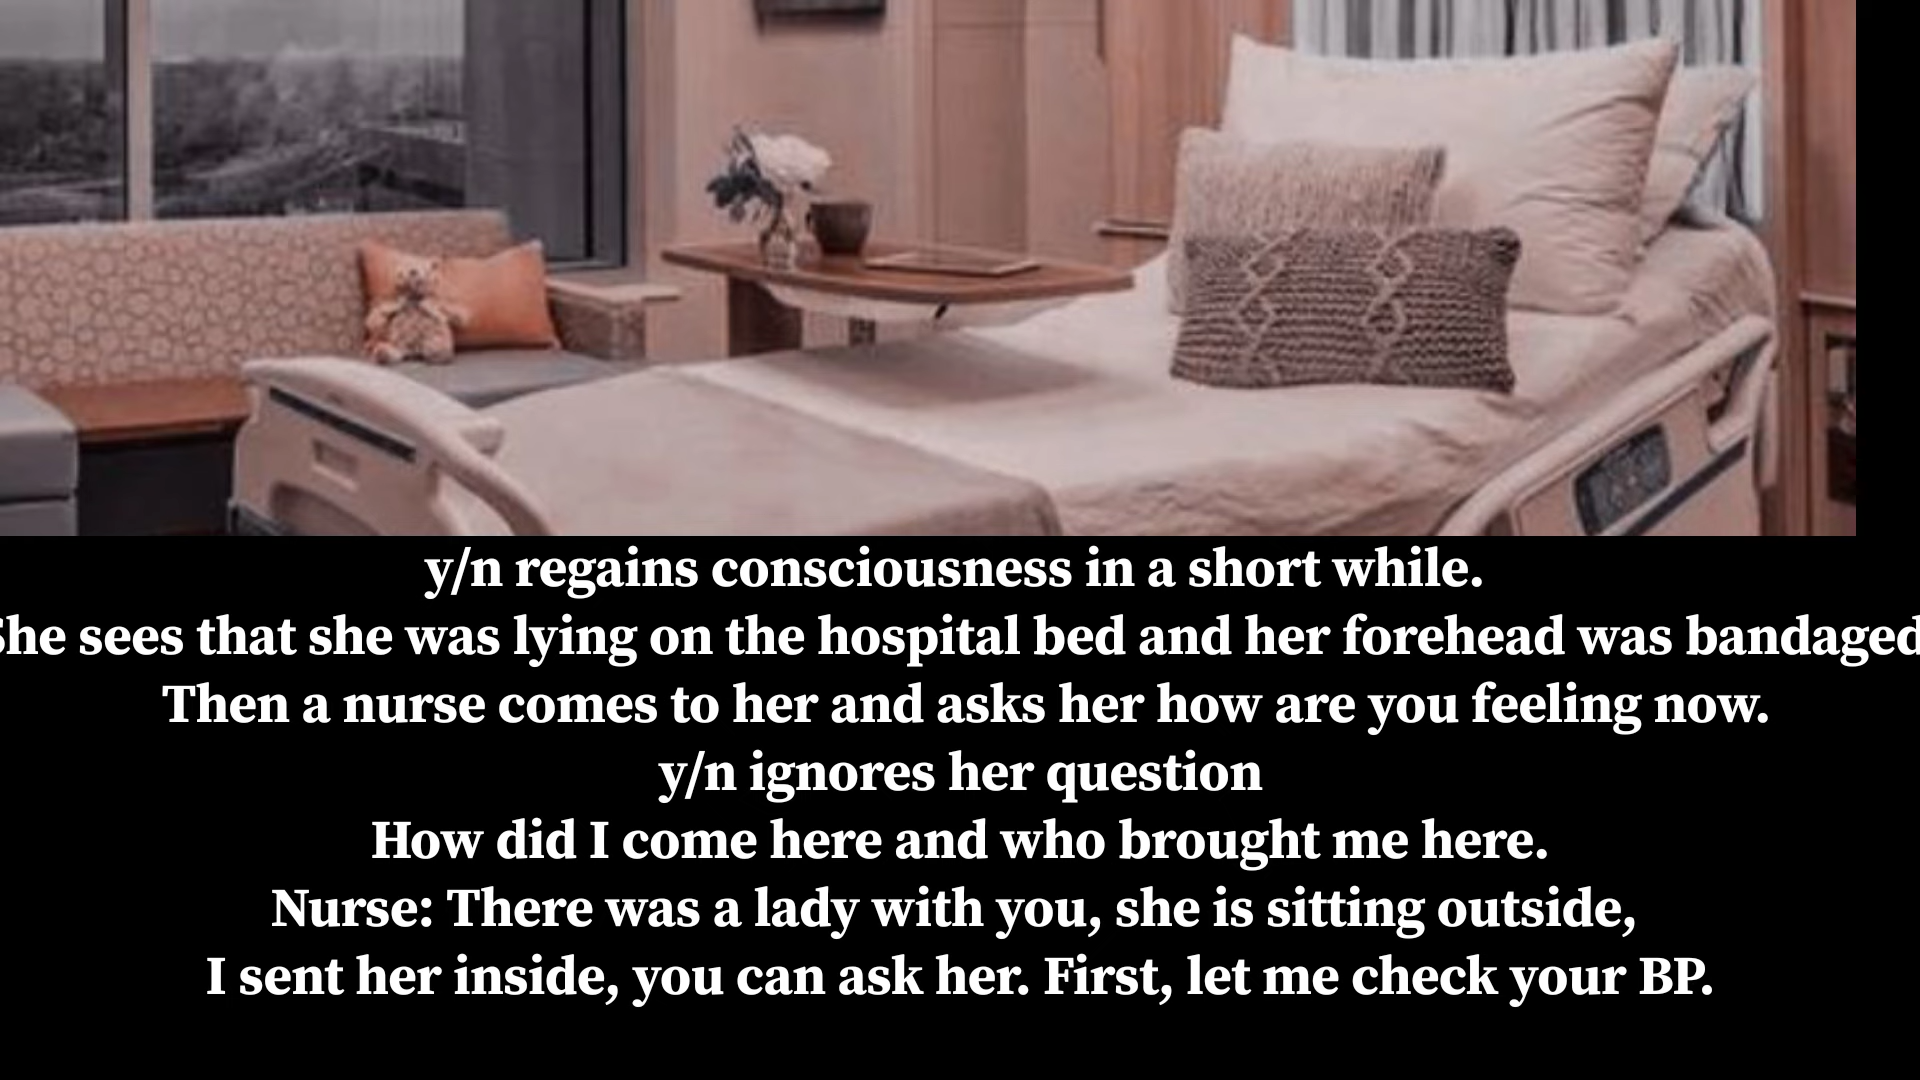 y/n regains consciousness in a short while.
She sees that she was lying on the hospital bed and her forehead was bandaged
Then a nurse comes to her and asks her how are you feeling now.
y/n ignores her question
How did I come here and who brought me here.
Nurse: There was a lady with you, she is sitting outside,
I sent her inside, you can ask her. First, let me check your BP.